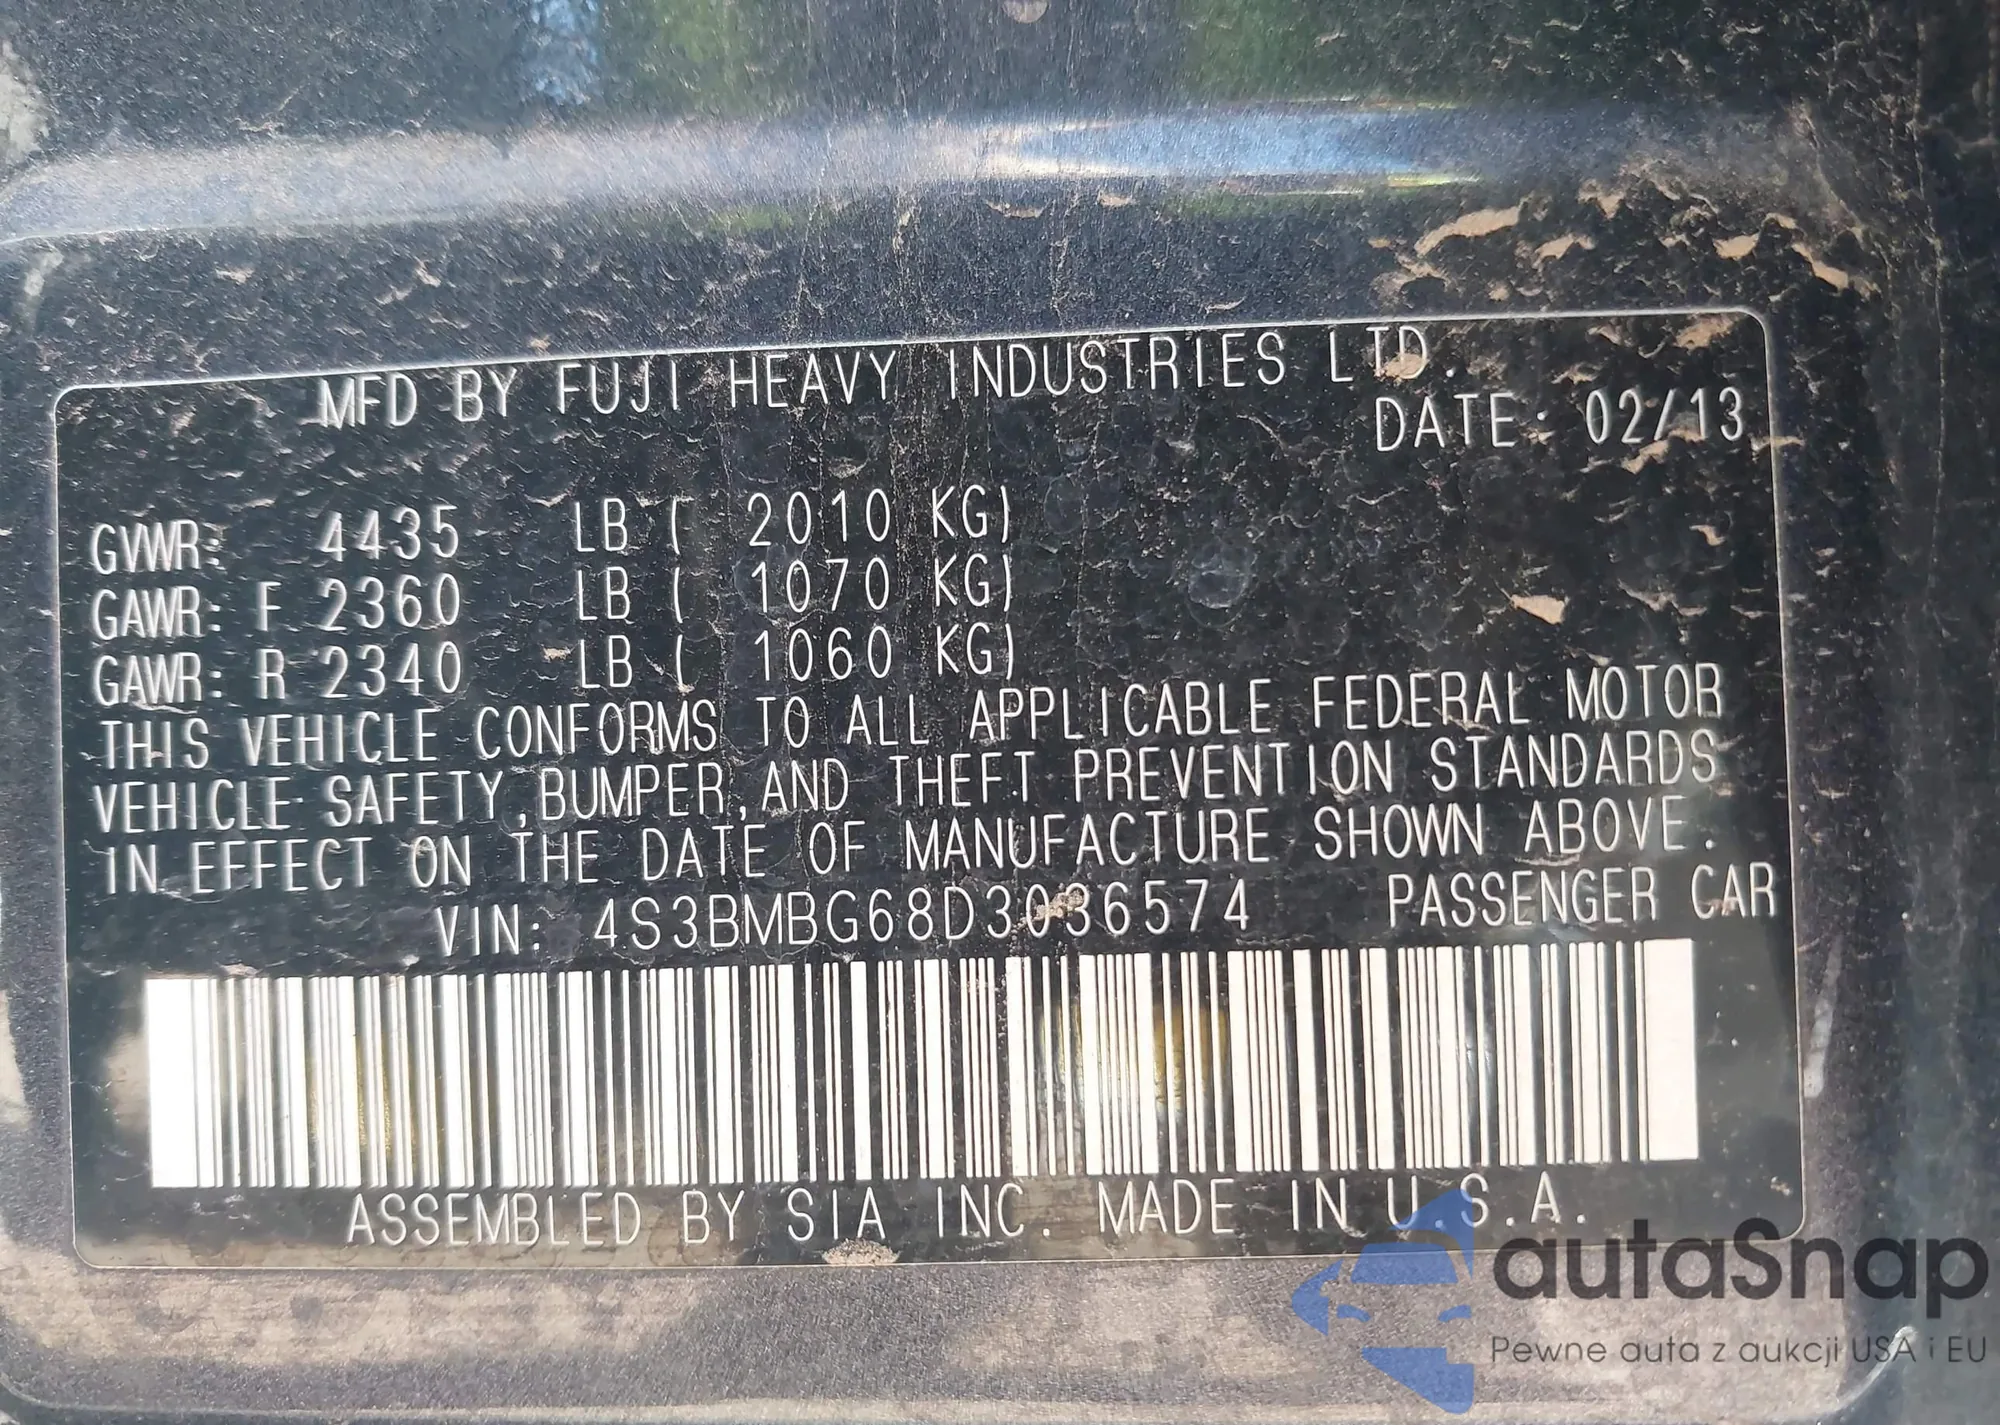 MFD BY FUJI HEAVY INDUSTRIES LTD.
DATE: 02/13
GVWR: 4435 LB ( 2010 KG)
GAWR: F 2360 LB ( 1070 KG)
GAWR: R 2340 LB ( 1060 KG)
THIS VEHICLE CONFORMS TO ALL APPLICABLE FEDERAL MOTOR
VEHICLE SAFETY,BUMPER,AND THEFT PREVENTION STANDARDS
IN EFFECT ON THE DATE OF MANUFACTURE SHOWN ABOVE.
VIN: 4S3BMBG68D3036574 PASSENGER CAR
ASSEMBLED BY SIA INC. MADE IN U.S.A.
autaSnap
Pewne auta z aukcji USA i EU